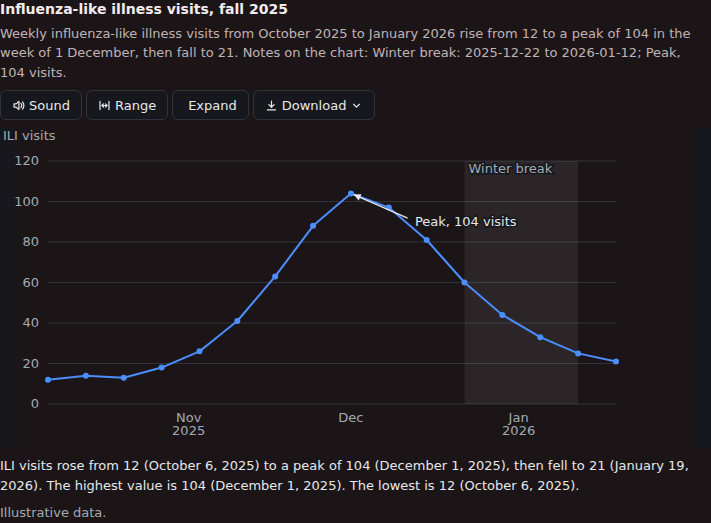 Influenza-like illness visits, fall 2025
Weekly influenza-like illness visits from October 2025 to January 2026 rise from 12 to a peak of 104 in the
week of 1 December, then fall to 21. Notes on the chart: Winter break: 2025-12-22 to 2026-01-12; Peak,
104 visits.
Sound Range Expand Download
ILI visits
120
Winter break
100
Peak, 104 visits
80
60
40
20
0
Nov Dec Jan
2025 2026
ILI visits rose from 12 (October 6, 2025) to a peak of 104 (December 1, 2025), then fell to 21 (January 19,
2026). The highest value is 104 (December 1, 2025). The lowest is 12 (October 6, 2025).
Illustrative data.